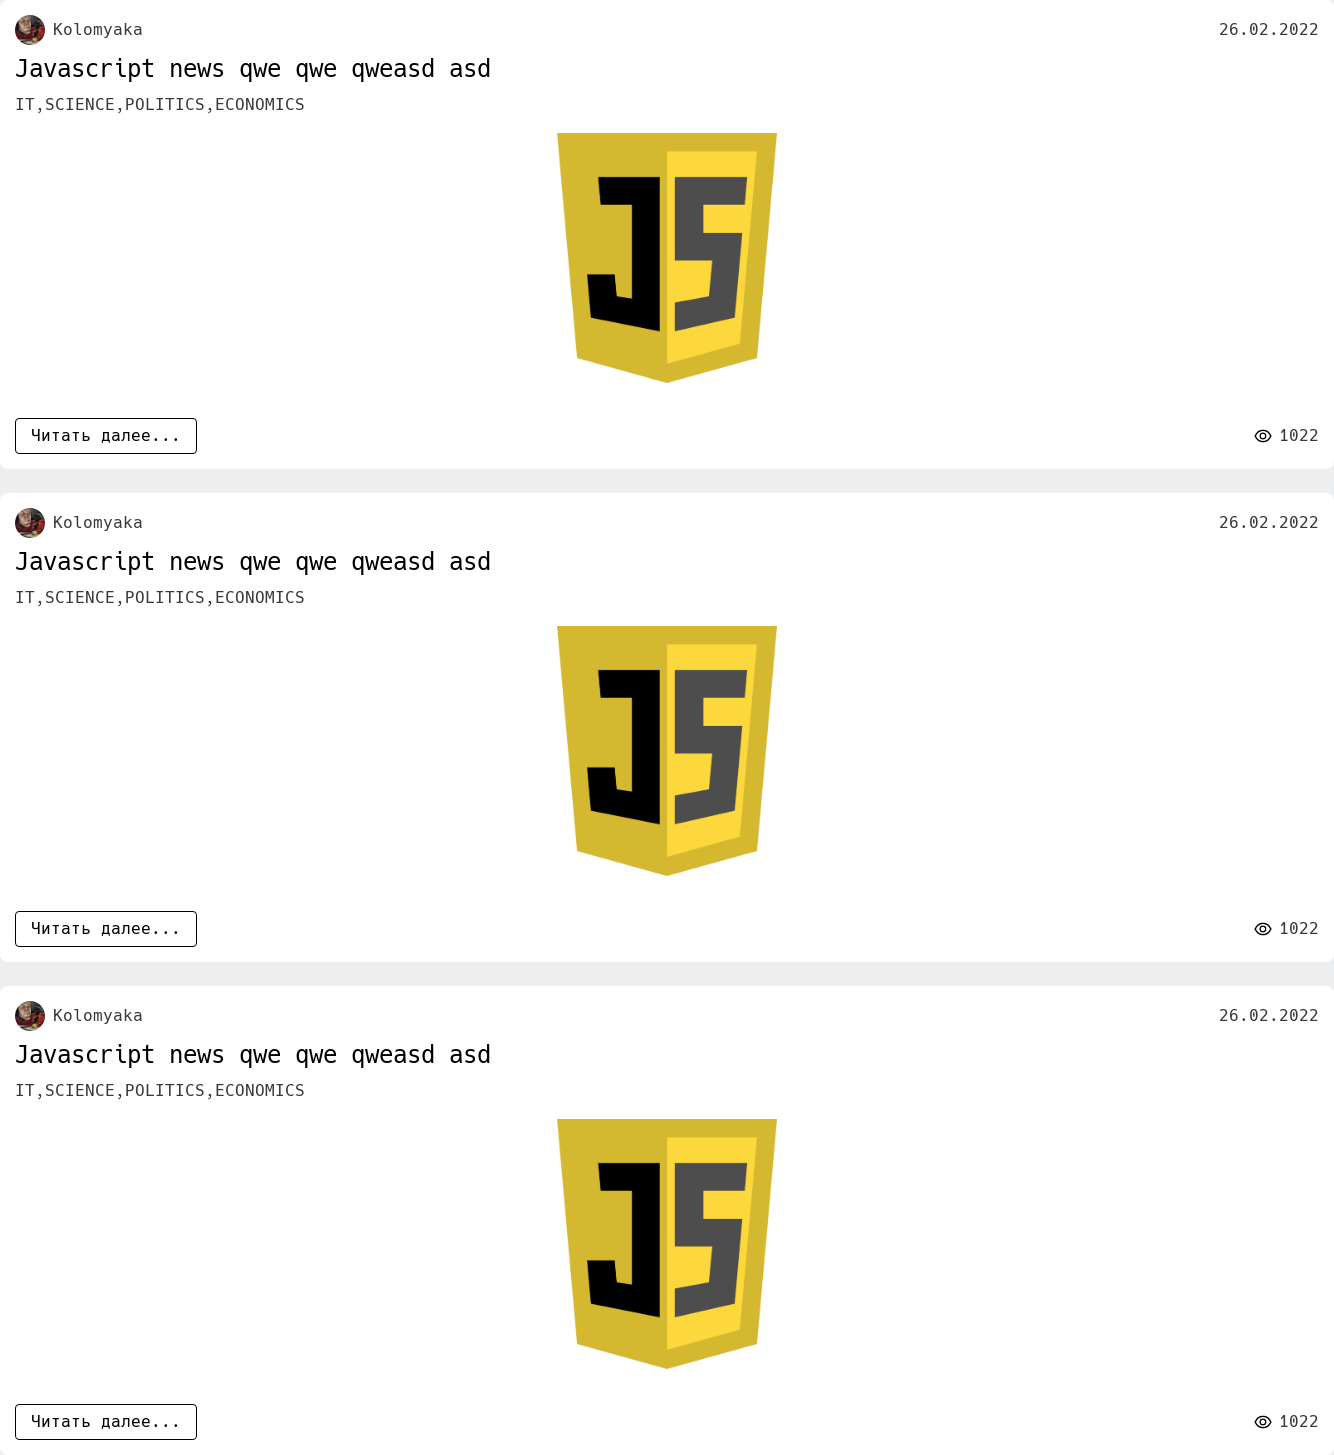 Kolomyaka 26.02.2022
Javascript news qwe qwe qweasd asd
IT,SCIENCE,POLITICS,ECONOMICS
JS
Читать далее... 1022
Kolomyaka 26.02.2022
Javascript news qwe qwe qweasd asd
IT,SCIENCE,POLITICS,ECONOMICS
JS
Читать далее... 1022
Kolomyaka 26.02.2022
Javascript news qwe qwe qweasd asd
IT,SCIENCE,POLITICS,ECONOMICS
JS
Читать далее... 1022